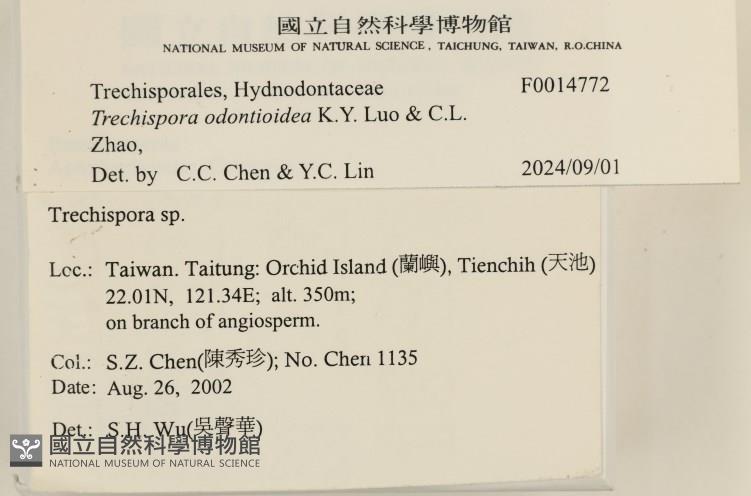 國立自然科學博物館
NATIONAL MUSEUM OF NATURAL SCIENCE, TAICHUNG, TAIWAN, R.O.CHINA
Trechisporales, Hydnodontaceae F0014772
Trechispora odontioidea K.Y. Luo & C.L.
Zhao,
Det. by C.C. Chen & Y.C. Lin 2024/09/01
Trechispora sp.
Loc.: Taiwan. Taitung: Orchid Island (蘭嶼), Tienchih (天池)
22.01N, 121.34E; alt. 350m;
on branch of angiosperm.
Col.: S.Z. Chen(陳秀珍); No. Chen 1135
Date: Aug. 26, 2002
Det.: S.H. Wu(吳聲華)
國立自然科學博物館
NATIONAL MUSEUM OF NATURAL SCIENCE